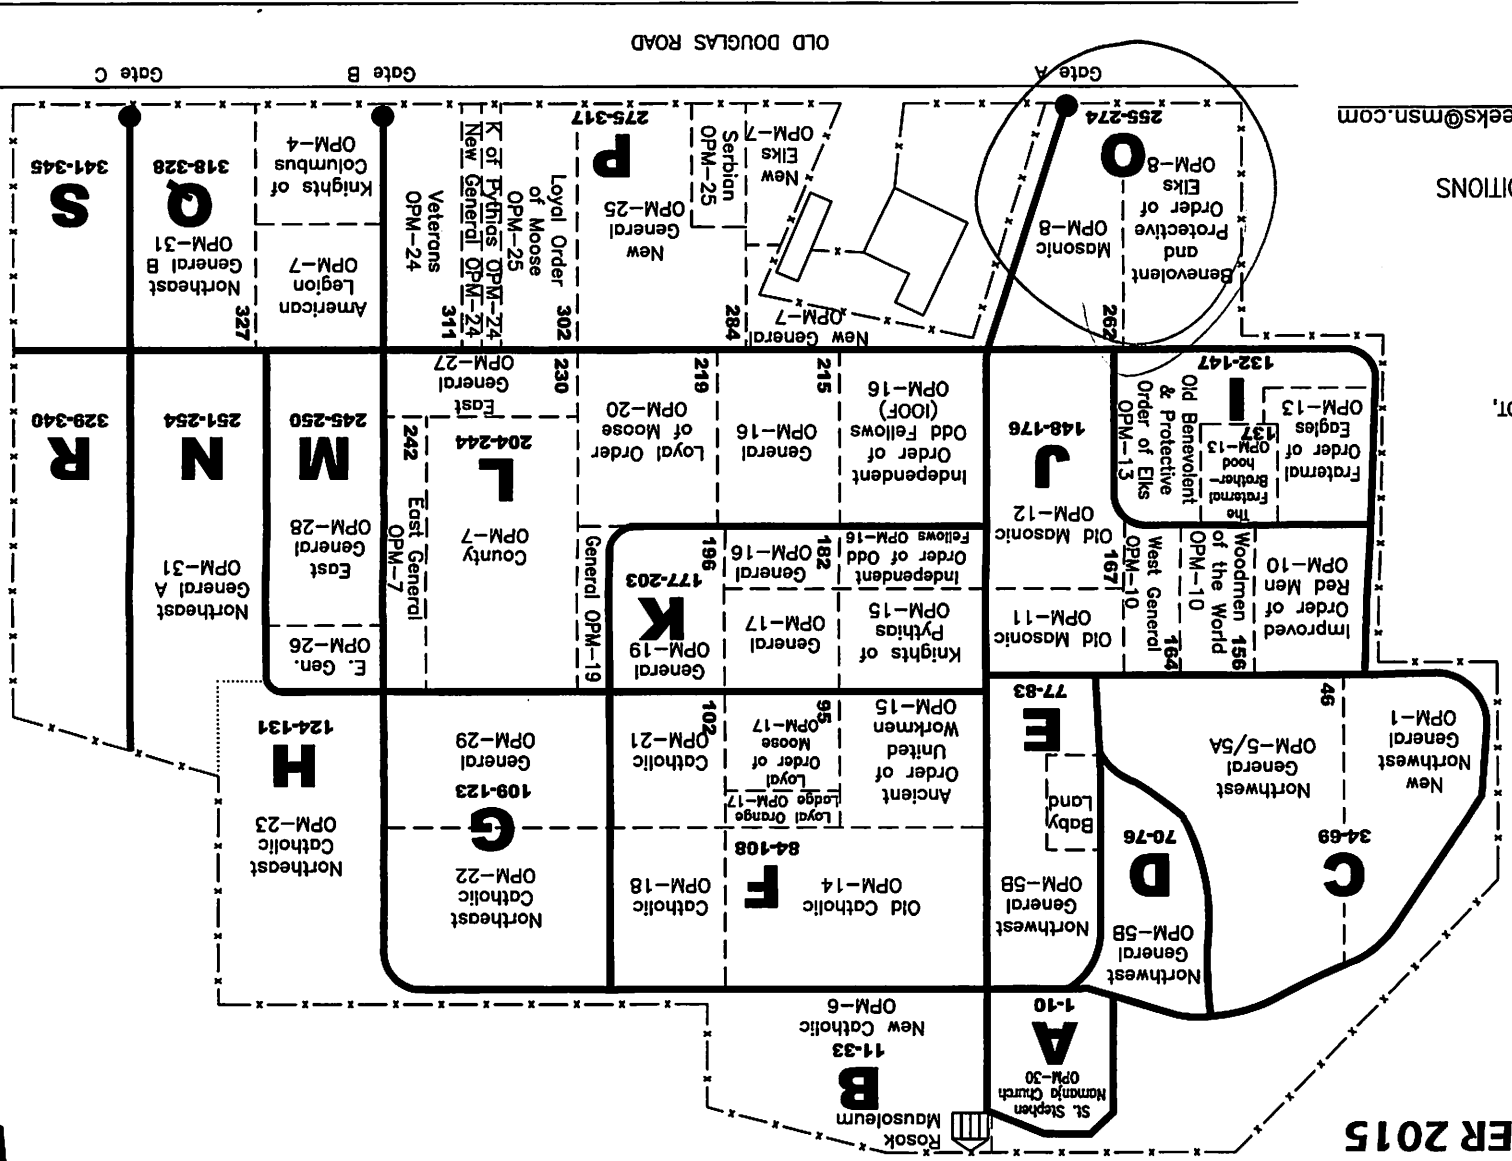 ER 2015
Rosok
Mausoleum
B
11-33
New Catholic
OPM-6
St. Stephen
Namanja Church
OPM-30
A
1-10
Northwest
General
OPM-5B
D
70-76
C
34-69
New
Northwest
General
OPM-1
Northwest
General
OPM-5/5A
46
Northwest
General
OPM-5B
Baby
Land
E
77-83
Old Catholic
OPM-14
F
84-108
Catholic
OPM-18
Northeast
Catholic
OPM-22
G
109-123
General
OPM-29
Northeast
Catholic
OPM-23
H
124-131
Ancient
Order of
United
Workmen
OPM-15
Loyal Orange
Lodge OPM-17
Loyal
Order of
Moose
OPM-17
95
Catholic
OPM-21
102
Improved
Order of
Red Men
OPM-10
156
Woodmen
of the World
OPM-10
164
West General
OPM-10
Old Masonic
OPM-11
167
Old
Masonic
OPM-12
J
148-176
Knights of
Pythias
OPM-15
Independent
Order of Odd
Fellows OPM-16
General
OPM-17
182
General
OPM-16
196
General
OPM-19
K
177-203
General OPM-19
County
OPM-7
L
204-244
East General
OPM-7
242
E. Gen.
OPM-26
East
General
OPM-28
M
245-250
Northeast
General A
OPM-31
N
251-254
R
329-340
Fraternal
Order of
Eagles
OPM-13
The
Fraternal
Brother-
hood
OPM-13
137
I
132-147
Old Benevolent
& Protective
Order of Elks
OPM-13
Independent
Order of
Odd Fellows
(IOOF)
OPM-16
215
General
OPM-16
219
Loyal Order
of Moose
OPM-20
230
East
General
OPM-27
262
Benevolent
and
Protective
Order of
Elks
OPM-8
O
255-274
Masonic
OPM-8
New General
OPM-7
New
Elks
OPM-7
284
Serbian
OPM-25
New
General
OPM-25
P
275-317
302
Loyal Order
of Moose
OPM-25
K of Pythias OPM-24
New General OPM-24
311
Veterans
OPM-24
American
Legion
OPM-7
Knights of
Columbus
OPM-4
327
Northeast
General B
OPM-31
Q
318-328
S
341-345
Gate A
Gate B
Gate C
OLD DOUGLAS ROAD
OT,
DITIONS
eeks@msn.com